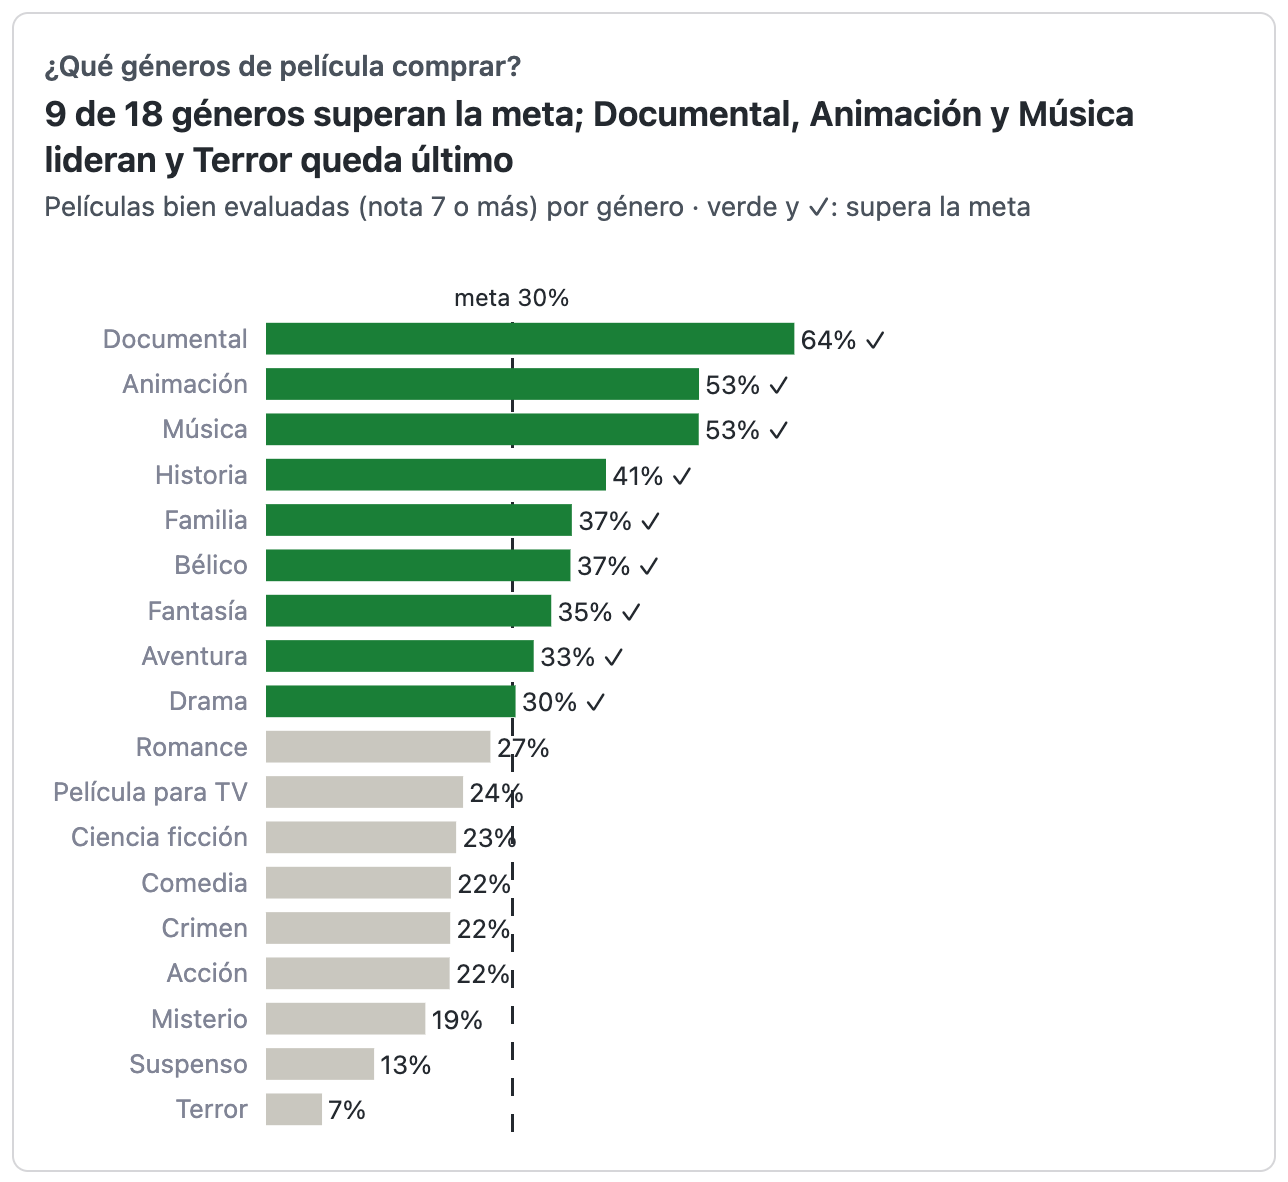 ¿Qué géneros de película comprar?
9 de 18 géneros superan la meta; Documental, Animación y Música
lideran y Terror queda último
Películas bien evaluadas (nota 7 o más) por género · verde y ✓: supera la meta
meta 30%
Documental 64% ✓
Animación 53% ✓
Música 53% ✓
Historia 41% ✓
Familia 37% ✓
Bélico 37% ✓
Fantasía 35% ✓
Aventura 33% ✓
Drama 30% ✓
Romance 27%
Película para TV 24%
Ciencia ficción 23%
Comedia 22%
Crimen 22%
Acción 22%
Misterio 19%
Suspenso 13%
Terror 7%